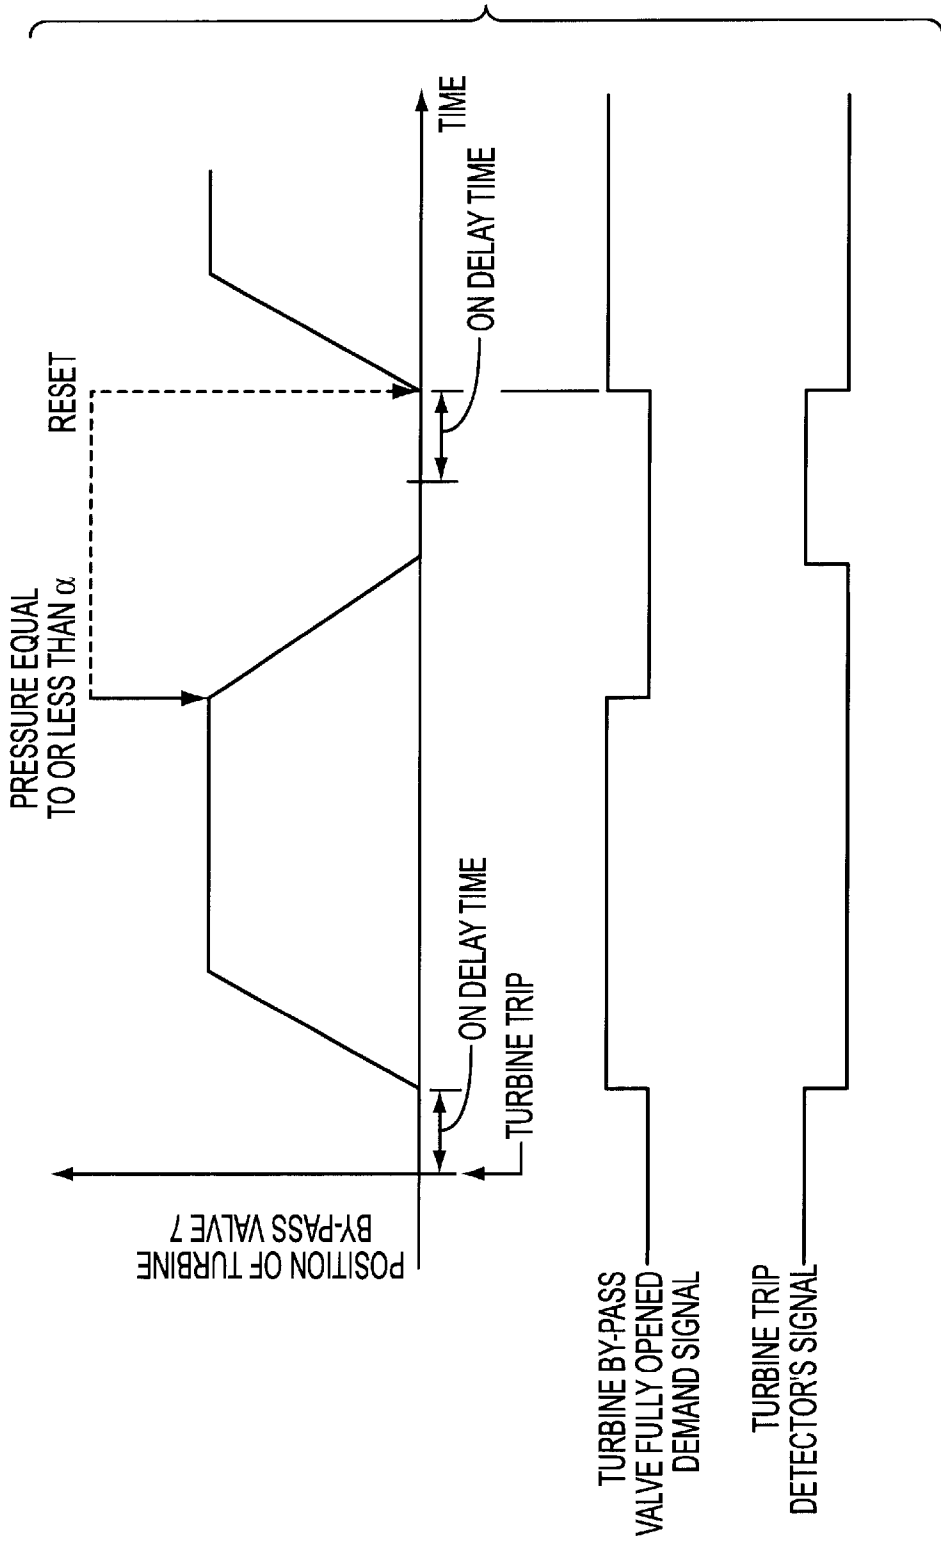 PRESSURE EQUAL
TO OR LESS THAN α
RESET
POSITION OF TURBINE
BY-PASS VALVE 7
TIME
ON DELAY TIME
ON DELAY TIME
TURBINE TRIP
TURBINE BY-PASS
VALVE FULLY OPENED
DEMAND SIGNAL
TURBINE TRIP
DETECTOR'S SIGNAL